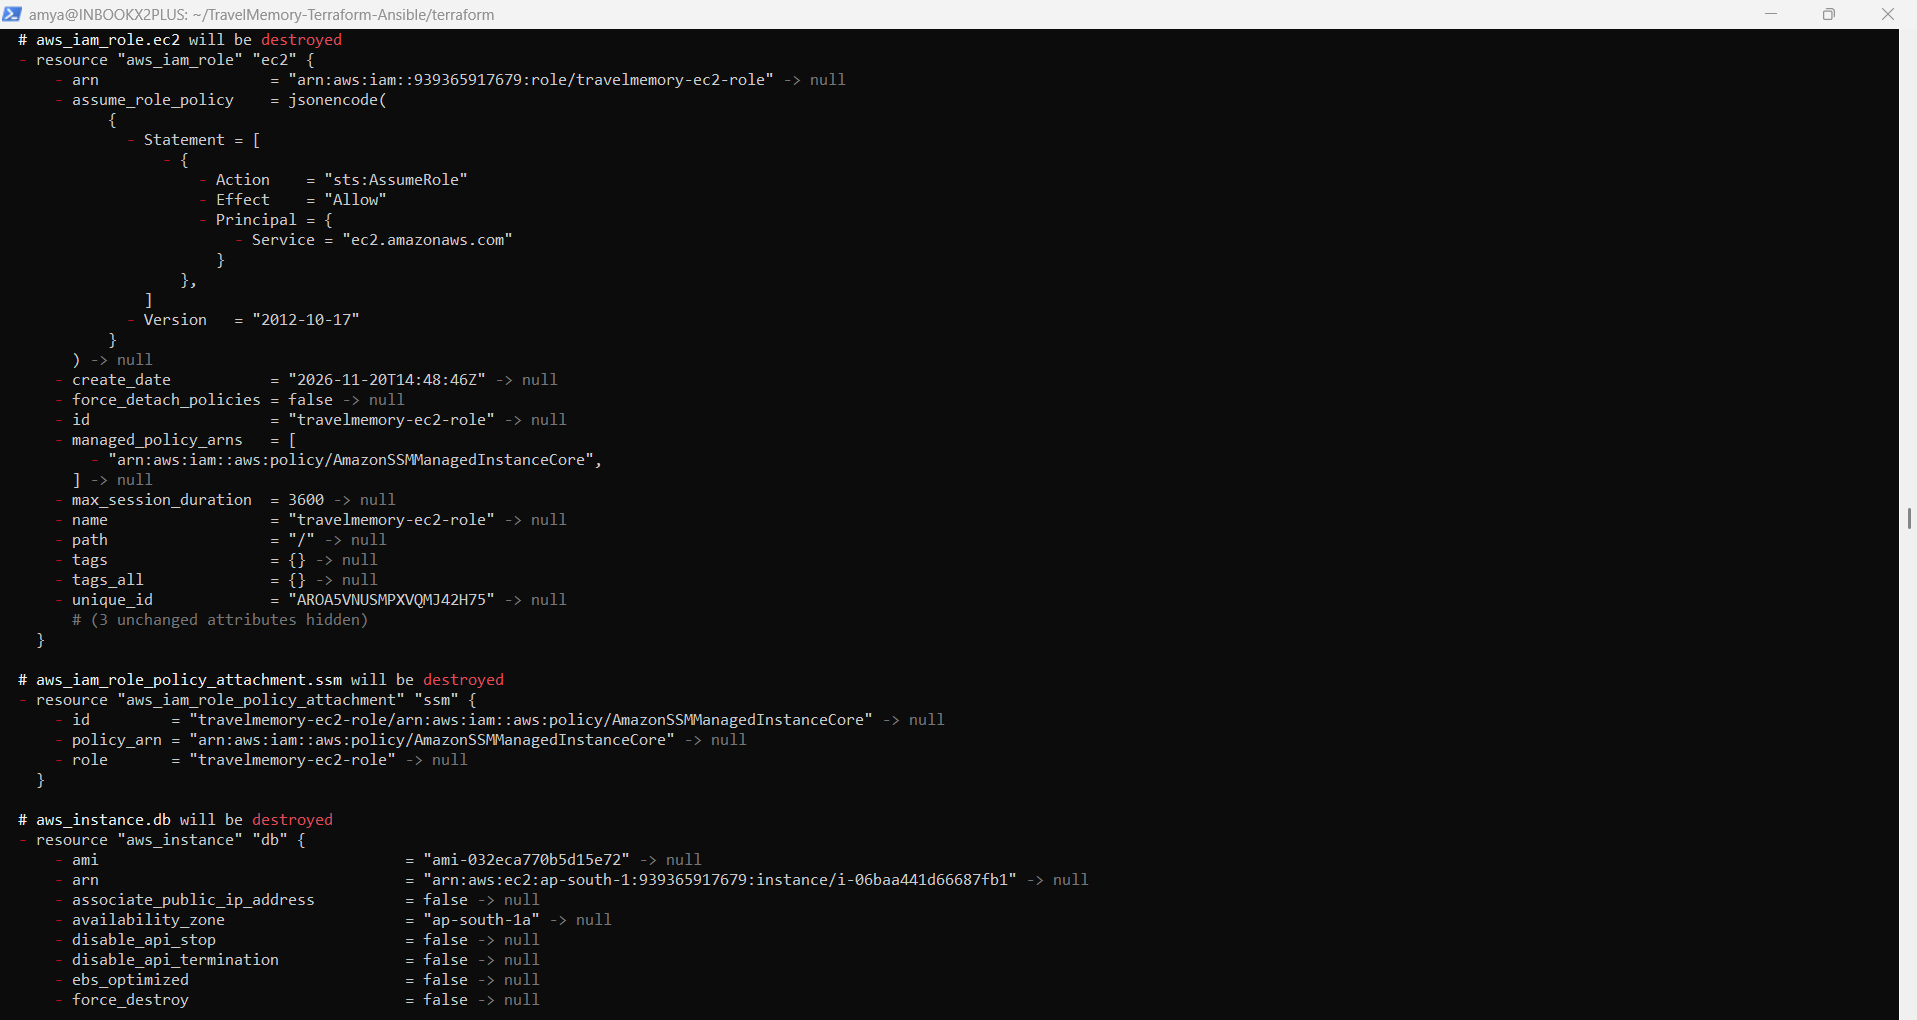 amya@INBOOKX2PLUS: ~/TravelMemory-Terraform-Ansible/terraform
# aws_iam_role.ec2 will be destroyed
- resource "aws_iam_role" "ec2" {
    - arn                   = "arn:aws:iam::939365917679:role/travelmemory-ec2-role" -> null
    - assume_role_policy    = jsonencode(
          {
            - Statement = [
                - {
                    - Action    = "sts:AssumeRole"
                    - Effect    = "Allow"
                    - Principal = {
                        - Service = "ec2.amazonaws.com"
                      }
                  },
              ]
            - Version   = "2012-10-17"
          }
      ) -> null
    - create_date           = "2026-11-20T14:48:46Z" -> null
    - force_detach_policies = false -> null
    - id                    = "travelmemory-ec2-role" -> null
    - managed_policy_arns   = [
        - "arn:aws:iam::aws:policy/AmazonSSMManagedInstanceCore",
      ] -> null
    - max_session_duration  = 3600 -> null
    - name                  = "travelmemory-ec2-role" -> null
    - path                  = "/" -> null
    - tags                  = {} -> null
    - tags_all              = {} -> null
    - unique_id             = "AROA5VNUSMPXVQMJ42H75" -> null
      # (3 unchanged attributes hidden)
  }
# aws_iam_role_policy_attachment.ssm will be destroyed
- resource "aws_iam_role_policy_attachment" "ssm" {
    - id         = "travelmemory-ec2-role/arn:aws:iam::aws:policy/AmazonSSMManagedInstanceCore" -> null
    - policy_arn = "arn:aws:iam::aws:policy/AmazonSSMManagedInstanceCore" -> null
    - role       = "travelmemory-ec2-role" -> null
  }
# aws_instance.db will be destroyed
- resource "aws_instance" "db" {
    - ami                                  = "ami-032eca770b5d15e72" -> null
    - arn                                  = "arn:aws:ec2:ap-south-1:939365917679:instance/i-06baa441d66687fb1" -> null
    - associate_public_ip_address          = false -> null
    - availability_zone                    = "ap-south-1a" -> null
    - disable_api_stop                     = false -> null
    - disable_api_termination              = false -> null
    - ebs_optimized                        = false -> null
    - force_destroy                        = false -> null